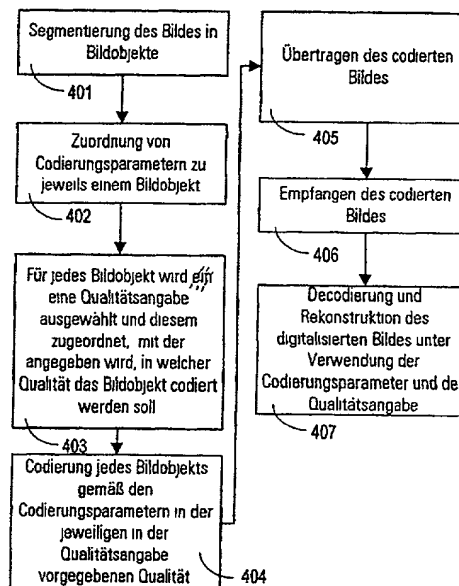 Segmentierung des Bildes in
Bildobjekte
401
Zuordnung von
Codierungsparametern zu
jeweils einem Bildobjekt
402
Für jedes Bildobjekt wird
eine Qualitätsangabe
ausgewählt und diesem
zugeordnet, mit der
angegeben wird, in welcher
Qualität das Bildobjekt codiert
werden soll
403
Codierung jedes Bildobjekts
gemäß den
Codierungsparametern in der
jeweiligen in der
Qualitätsangabe
vorgegebenen Qualität
404
Übertragen des codierten
Bildes
405
Empfangen des codierten
Bildes
406
Decodierung und
Rekonstruktion des
digitalisierten Bildes unter
Verwendung der
Codierungsparameter und de
Qualitätsangabe
407